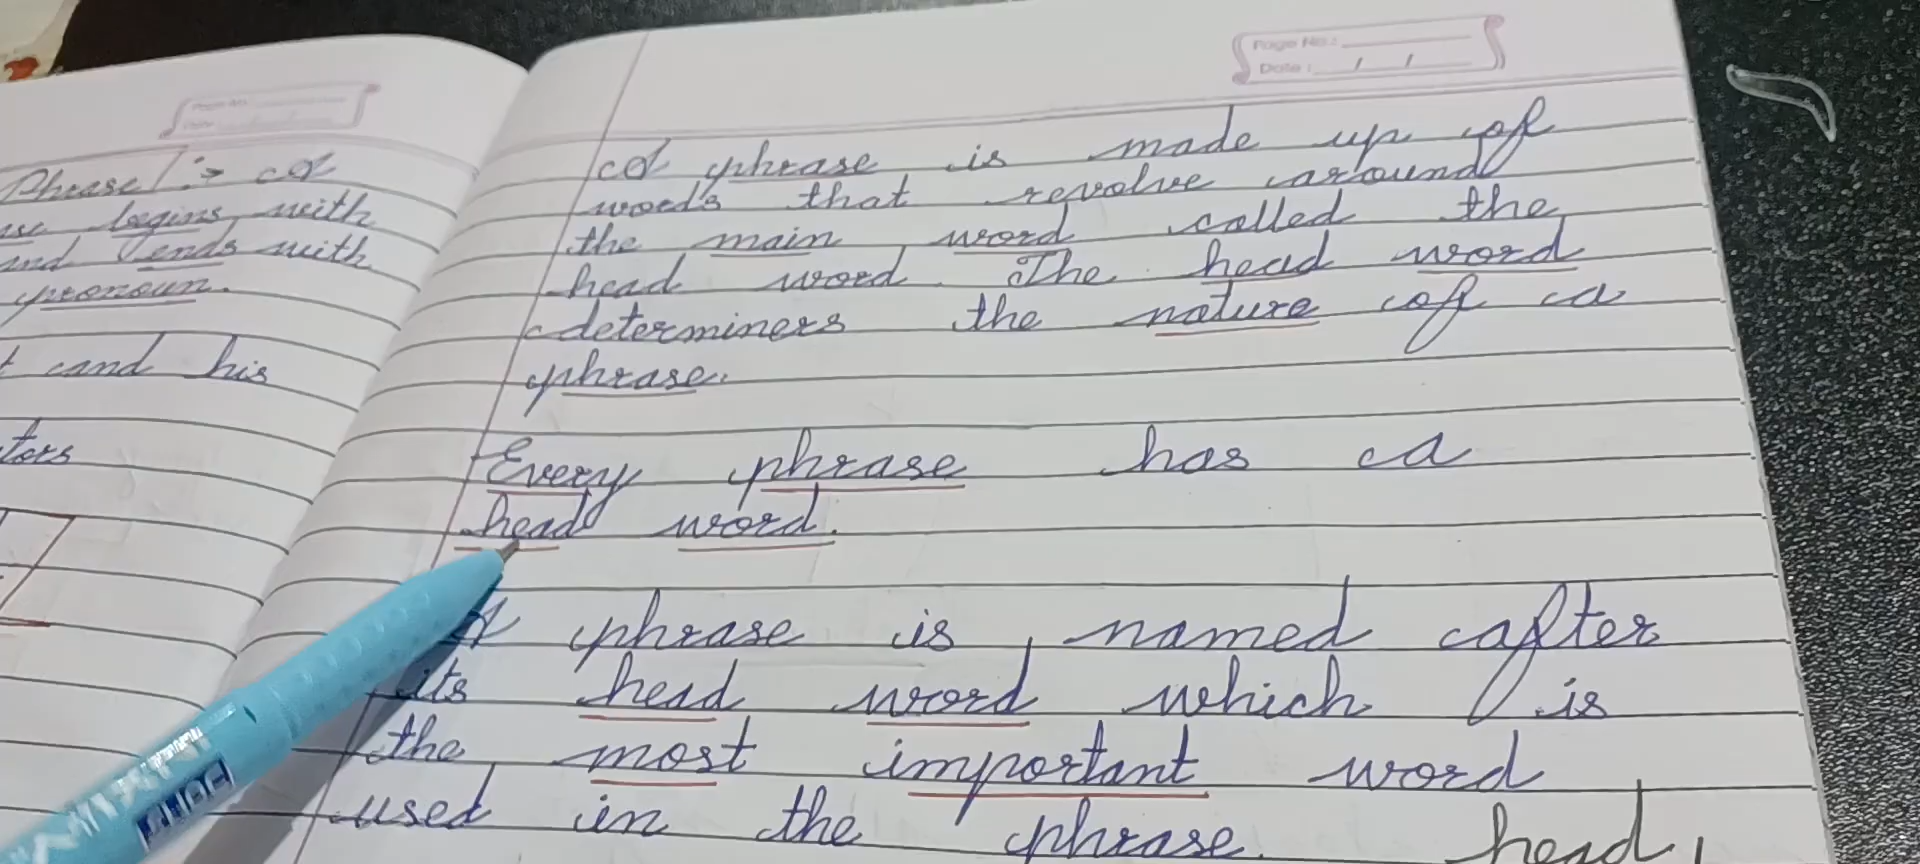 Phrase :→ A
begins with
and ends with
pronoun.
and his
tors
Page No.:
Date : / /
A phrase is made up of
words that revolve around
the main word called the
head word. The head word
determiners the nature of a
phrase.
Every phrase has a
head word.
A phrase is named after
its head word which is
the most important word
used in the phrase. head